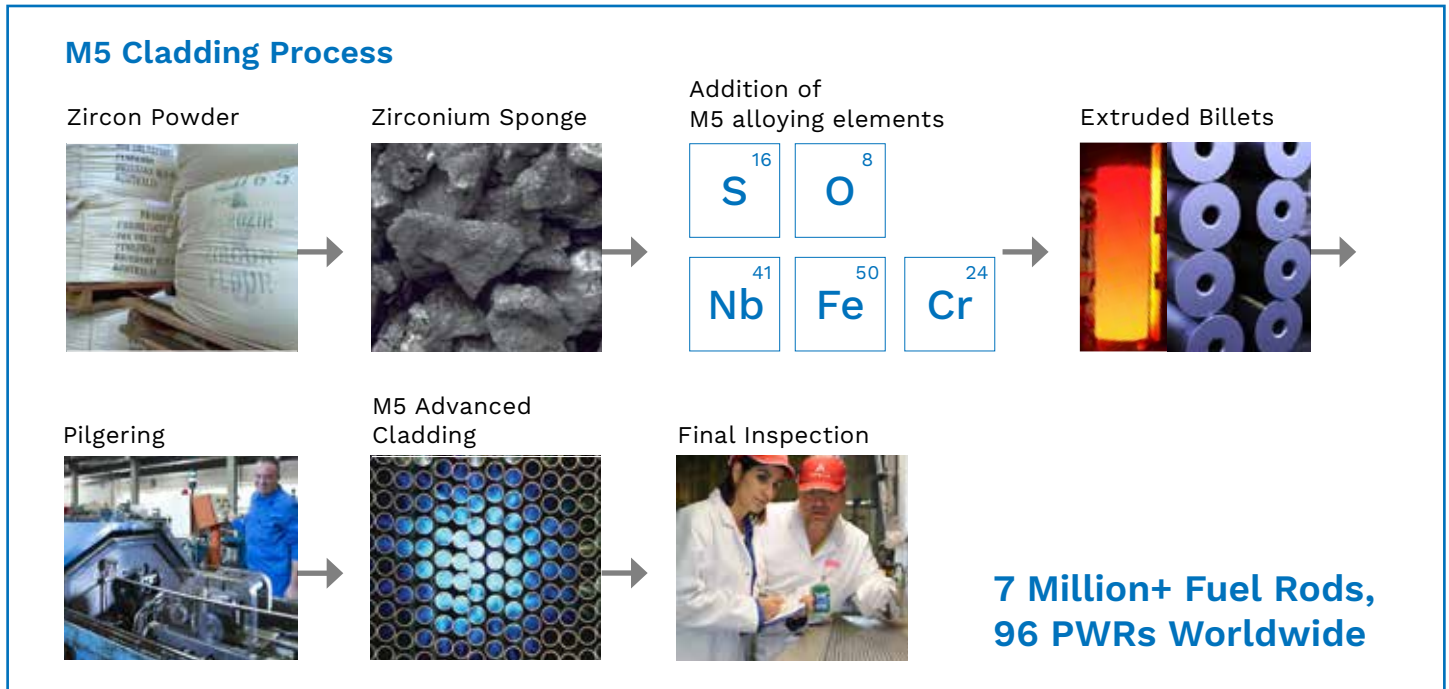 M5 Cladding Process
Zircon Powder
Zirconium Sponge
Addition of
M5 alloying elements
Extruded Billets
16
S
8
O
41
Nb
50
Fe
24
Cr
Pilgering
M5 Advanced
Cladding
Final Inspection
7 Million+ Fuel Rods,
96 PWRs Worldwide